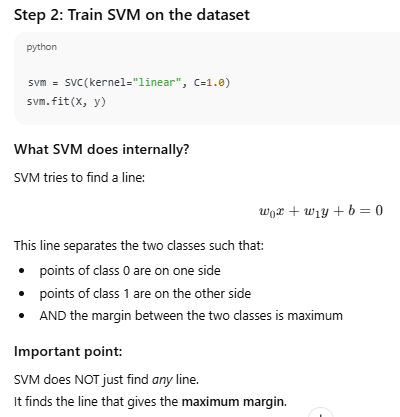 Step 2: Train SVM on the dataset
python
svm = SVC(kernel="linear", C=1.0)
svm.fit(X, y)
What SVM does internally?
SVM tries to find a line:
w₀x + w₁y + b = 0
This line separates the two classes such that:
• points of class 0 are on one side
• points of class 1 are on the other side
• AND the margin between the two classes is maximum
Important point:
SVM does NOT just find any line.
It finds the line that gives the maximum margin.